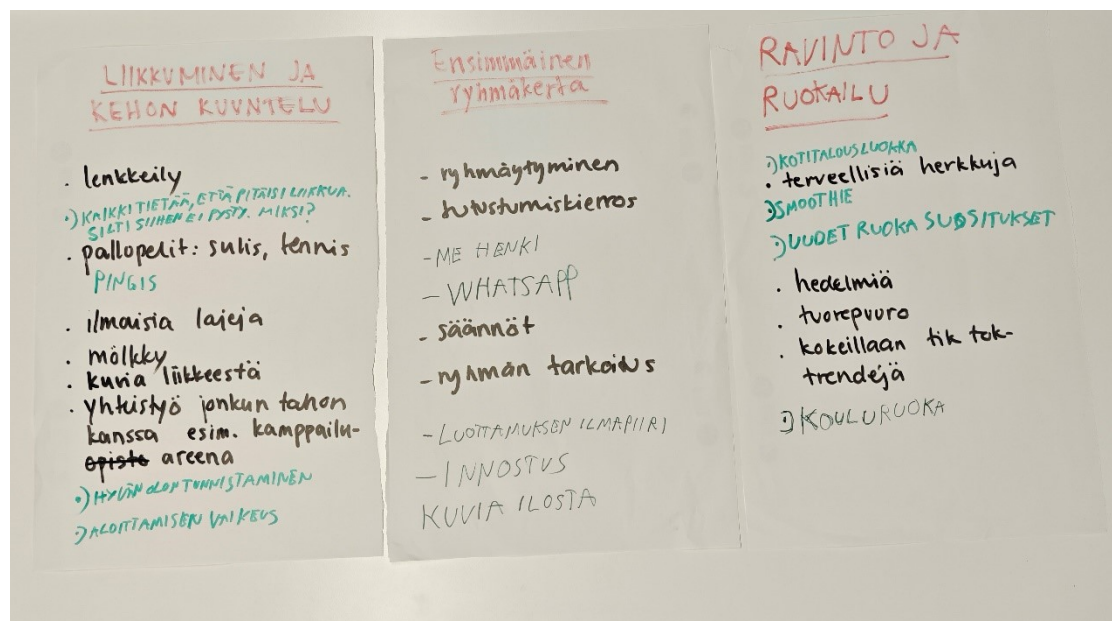 LIIKKUMINEN JA
KEHON KUUNTELU
. lenkkeily
•) KAIKKI TIETÄÄ, ETTÄ PITÄISI LIIKKUA.
SILTI SIIHEN EI PYSTY. MIKSI?
. pallopelit: sulis, tennis
PINGIS
. ilmaisia lajeja
. mölkky
. kuvia liikkeestä
. yhteistyö jonkun tahon
kanssa esim. kamppailu-
opisto areena
•) HYVÄN OLON TUNNISTAMINEN
•) ALOITTAMISEN VAIKEUS
Ensimmäinen
ryhmäkerta
- ryhmäytyminen
- tutustumiskierros
- ME HENKI
- WHATSAPP
- säännöt
- ryhmän tarkoitus
- LUOTTAMUKSEN ILMAPIIRI
- INNOSTUS
KUVIA ILOSTA
RAVINTO JA
RUOKAILU
•) KOTITALOUSLUOKKA
• terveellisiä herkkuja
•) SMOOTHIE
•) UUDET RUOKA SUOSITUKSET
. hedelmiä
. tuorepuuro
. kokeillaan tik tok-
trendejä
•) KOULURUOKA